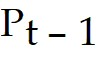 Pt – 1